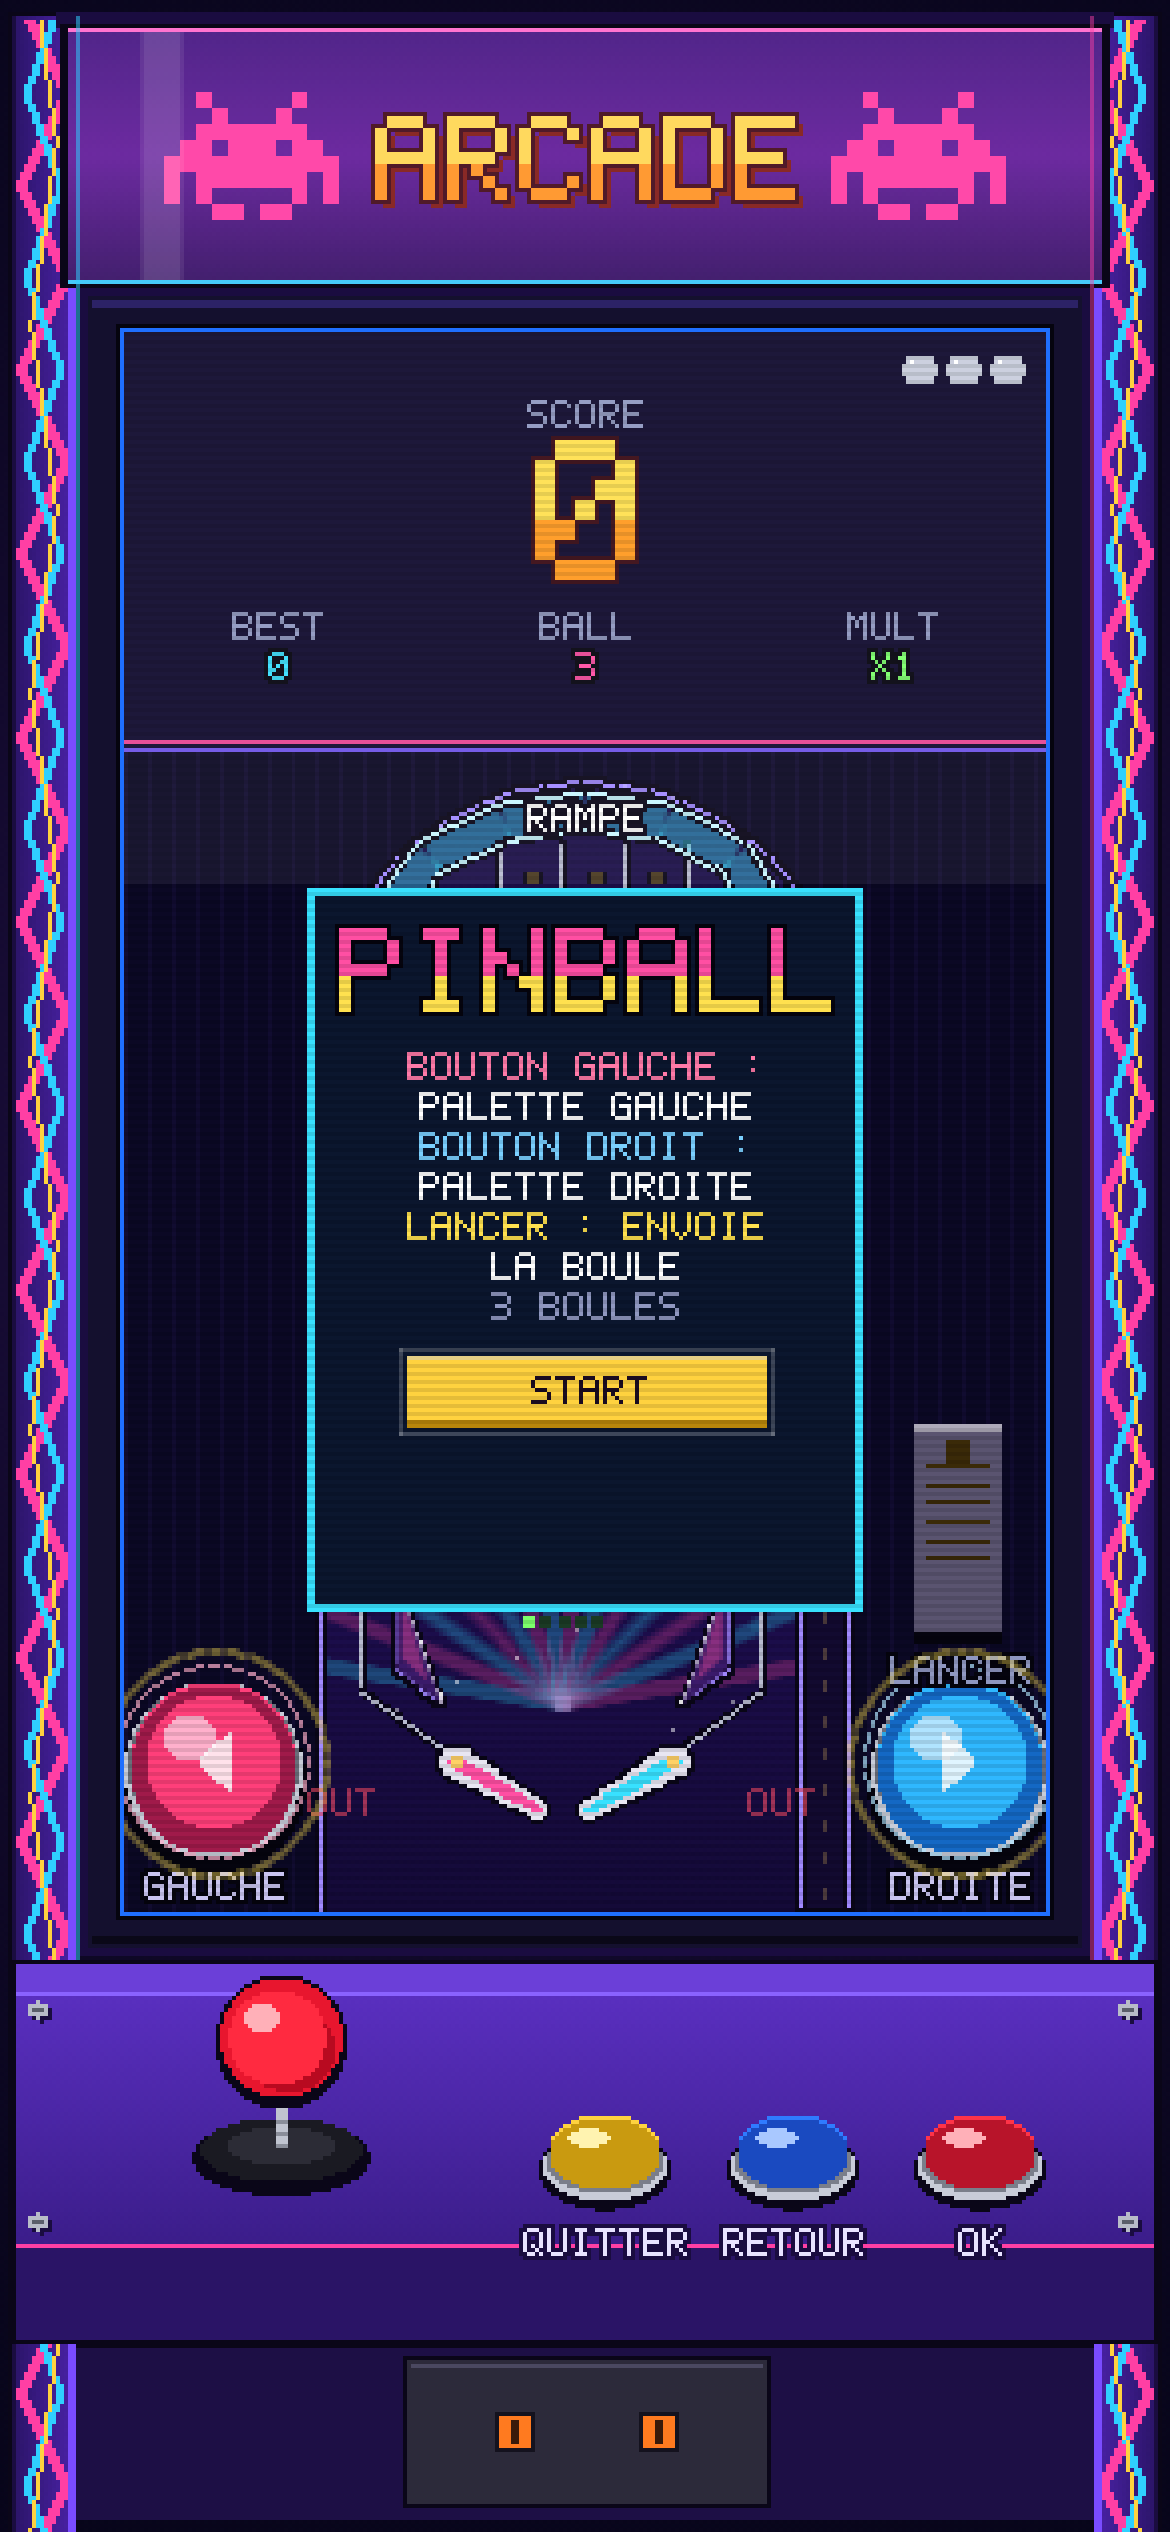 ARCADE
SCORE
0
BEST BALL MULT
0 3 X1
RAMPE
PINBALL
BOUTON GAUCHE :
PALETTE GAUCHE
BOUTON DROIT :
PALETTE DROITE
LANCER : ENVOIE
LA BOULE
3 BOULES
START
LANCER
OUT OUT
GAUCHE DROITE
QUITTER RETOUR OK